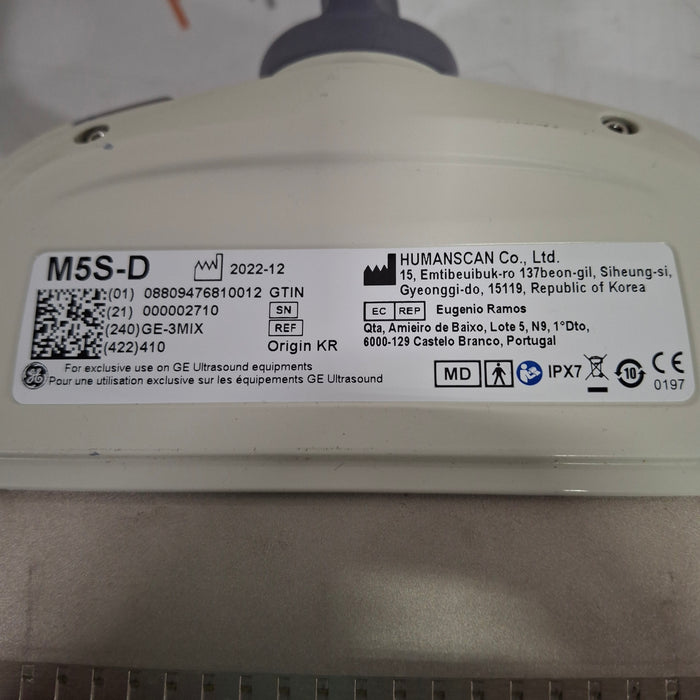 M5S-D 2022-12
(01) 08809476810012 GTIN
(21) 000002710 SN
(240)GE-3MIX REF
(422)410 Origin KR
GE For exclusive use on GE Ultrasound equipments
Pour une utilisation exclusive sur les équipements GE Ultrasound
HUMANSCAN Co., Ltd.
15, Emtibeuibuk-ro 137beon-gil, Siheung-si,
Gyeonggi-do, 15119, Republic of Korea
EC REP Eugenio Ramos
Qta, Amieiro de Baixo, Lote 5, N9, 1°Dto,
6000-129 Castelo Branco, Portugal
MD IPX7 10 CE
0197